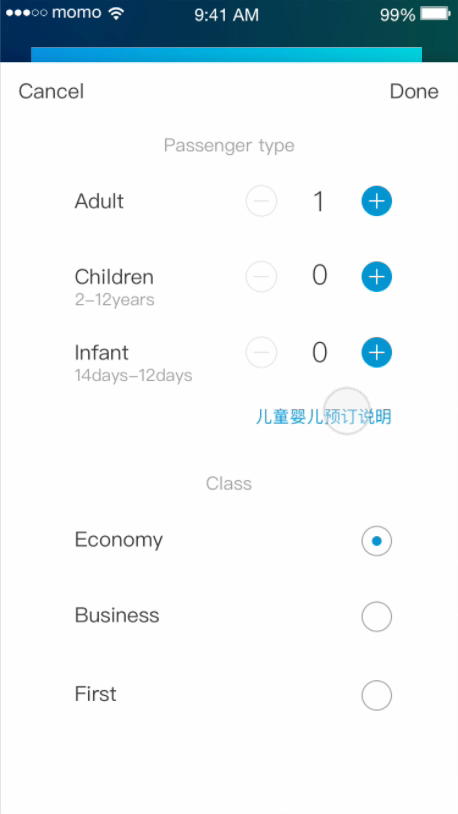 momo 9:41 AM 99%
Cancel Done
Passenger type
Adult 1
Children 0
2-12years
Infant 0
14days-12days
儿童婴儿预订说明
Class
Economy
Business
First